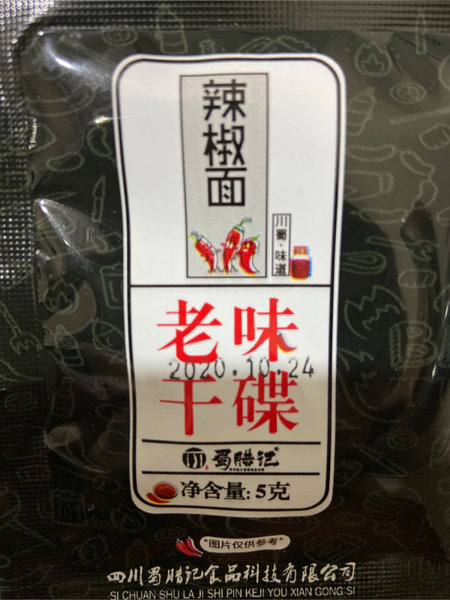 辣椒面
川蜀·味道
老味
2020.10.24
干碟
蜀腊记
净含量:5克
*图片仅供参考*
四川蜀腊记食品科技有限公司
SI CHUAN SHU LA JI SHI PIN KEJI YOU XIAN GONG SI